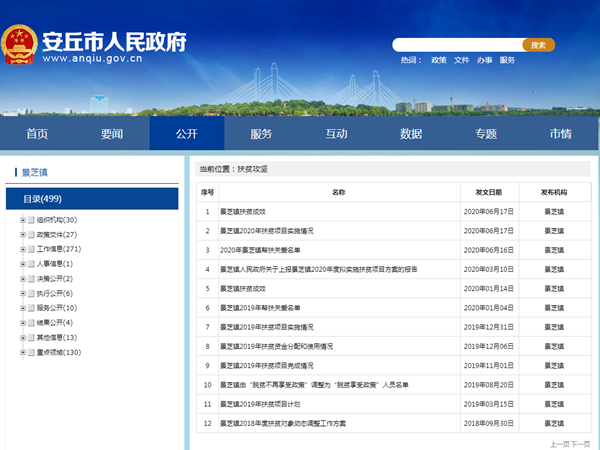 安丘市人民政府
www.anqiu.gov.cn
搜索
热词： 政策 文件 办事 服务
首页 要闻 公开 服务 互动 数据 专题 市情
景芝镇
目录(499)
组织机构(30)
政策文件(27)
工作信息(271)
人事信息(1)
决策公开(2)
执行公开(6)
服务公开(10)
结果公开(4)
其他信息(13)
重点领域(130)
当前位置：扶贫攻坚
序号 名称 发文日期 发布机构
1 景芝镇扶贫成效 2020年06月17日 景芝镇
2 景芝镇2020年扶贫项目实施情况 2020年06月17日 景芝镇
3 2020年景芝镇帮扶关爱名单 2020年06月16日 景芝镇
4 景芝镇人民政府关于上报景芝镇2020年度拟实施扶贫项目方案的报告 2020年03月10日 景芝镇
5 景芝镇扶贫成效 2020年01月14日 景芝镇
6 景芝镇2019年帮扶关爱名单 2020年01月04日 景芝镇
7 景芝镇2019年扶贫项目实施情况 2019年12月31日 景芝镇
8 景芝镇2019年扶贫资金分配和使用情况 2019年12月06日 景芝镇
9 景芝镇2019年扶贫项目完成情况 2019年11月01日 景芝镇
10 景芝镇由“脱贫不再享受政策”调整为“脱贫享受政策”人员名单 2019年08月20日 景芝镇
11 景芝镇2019年扶贫项目计划 2019年03月15日 景芝镇
12 景芝镇2018年度扶贫对象动态调整工作方案 2018年09月30日 景芝镇
上一页下一页